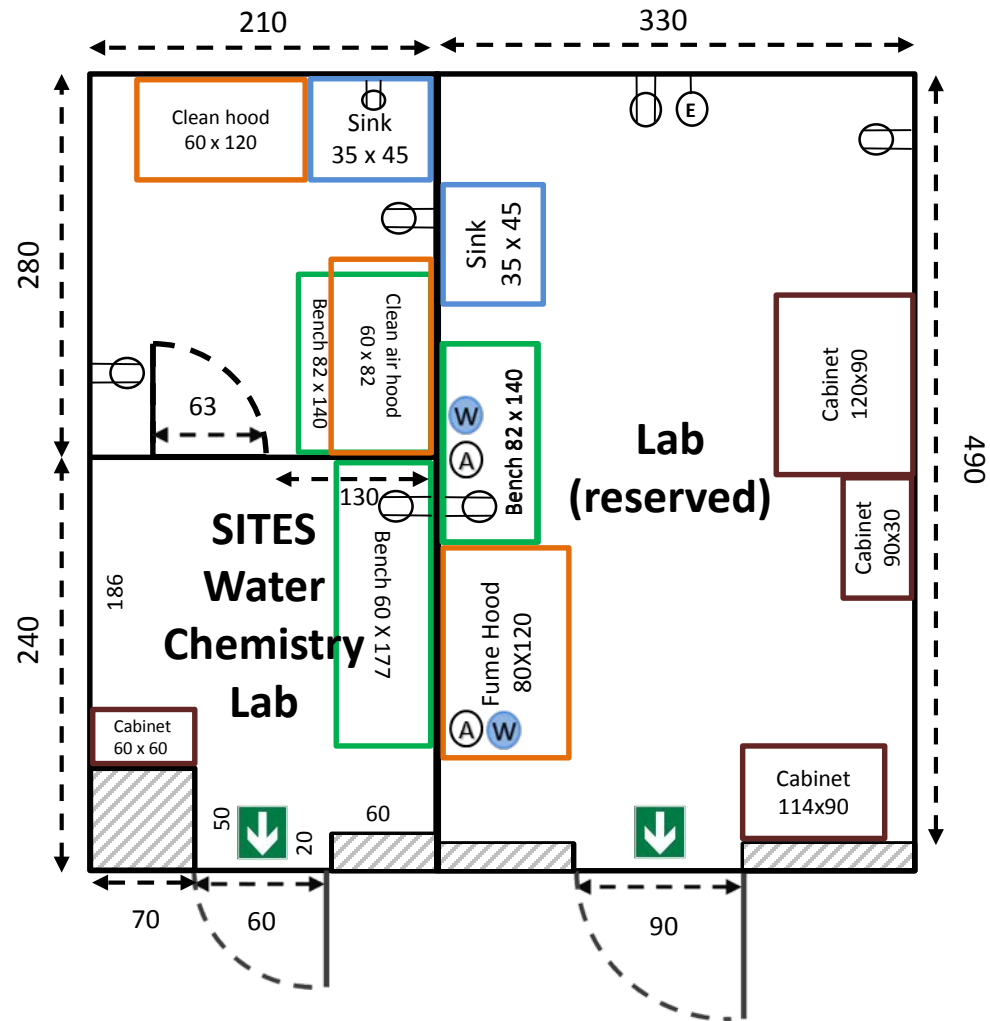 210
330
Clean hood
60 x 120
Sink
35 x 45
E
280
Sink
35 x 45
Clean air hood
60 x 82
Bench 82 x 140
63
W
A
Bench 82 x 140
Cabinet
120x90
Lab
(reserved)
490
130
Cabinet
90x30
SITES
Water
Chemistry
Lab
Bench 60 X 177
186
240
Fume Hood
80X120
A
W
Cabinet
60 x 60
Cabinet
114x90
50
20
60
70
60
90